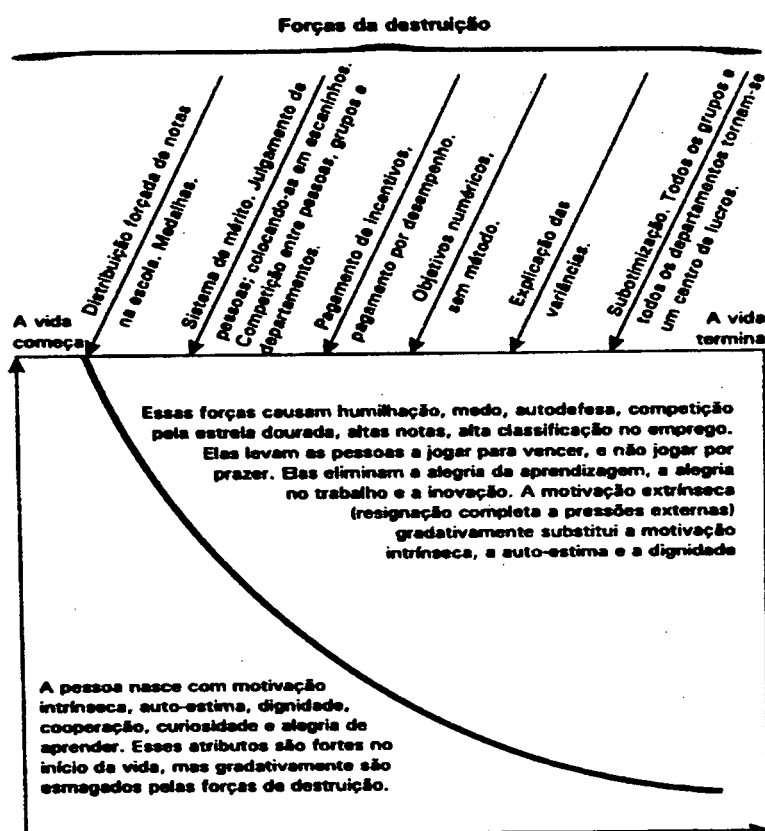 Forças da destruição
Distribuição forçada de notas
na escola. Medalhas.
Sistema de mérito. Julgamento de
pessoas; colocando-as em escaninhos.
Competição entre pessoas, grupos e
departamentos.
Pagamento de incentivos,
pagamento por desempenho.
Objetivos numéricos,
sem método.
Explicação das
variâncias.
Subotimização. Todos os grupos e
todos os departamentos tornam-se
um centro de lucros.
A vida
começa
A vida
termina
Essas forças causam humilhação, medo, autodefesa, competição
pela estrela dourada, altas notas, alta classificação no emprego.
Elas levam as pessoas a jogar para vencer, e não jogar por
prazer. Elas eliminam a alegria da aprendizagem, a alegria
no trabalho e a inovação. A motivação extrínseca
(resignação completa a pressões externas)
gradativamente substitui a motivação
intrínseca, a auto-estima e a dignidade
A pessoa nasce com motivação
intrínseca, auto-estima, dignidade,
cooperação, curiosidade e alegria de
aprender. Esses atributos são fortes no
início da vida, mas gradativamente são
esmagados pelas forças de destruição.